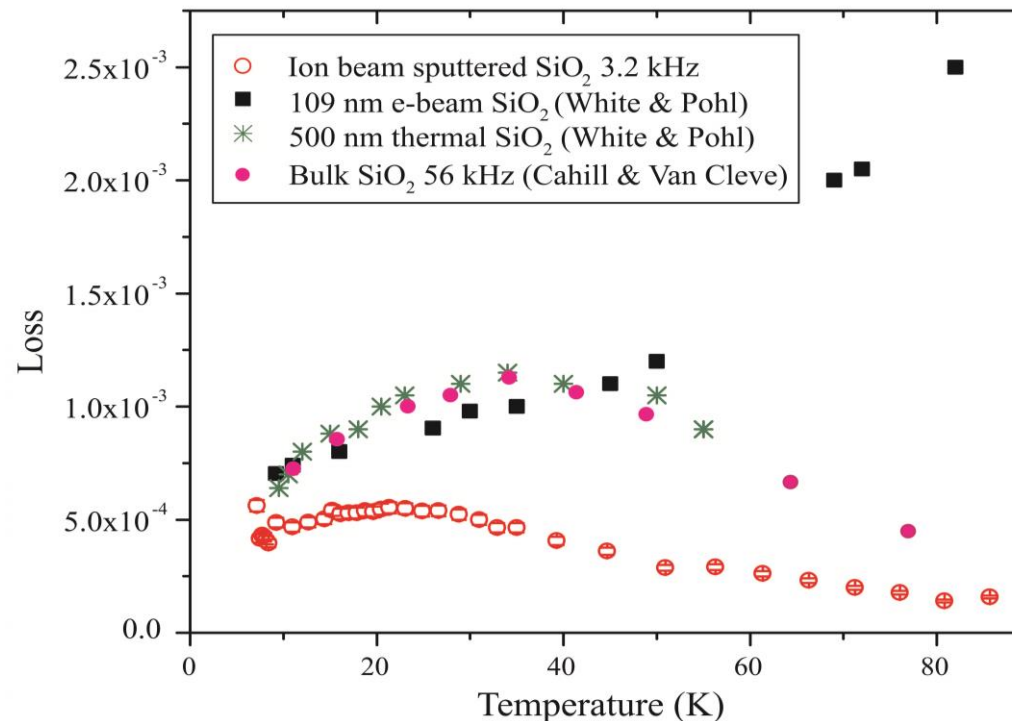 2.5x10⁻³
2.0x10⁻³
1.5x10⁻³
1.0x10⁻³
5.0x10⁻⁴
0.0
Loss
Ion beam sputtered SiO₂ 3.2 kHz
109 nm e-beam SiO₂ (White & Pohl)
500 nm thermal SiO₂ (White & Pohl)
Bulk SiO₂ 56 kHz (Cahill & Van Cleve)
0 20 40 60 80
Temperature (K)